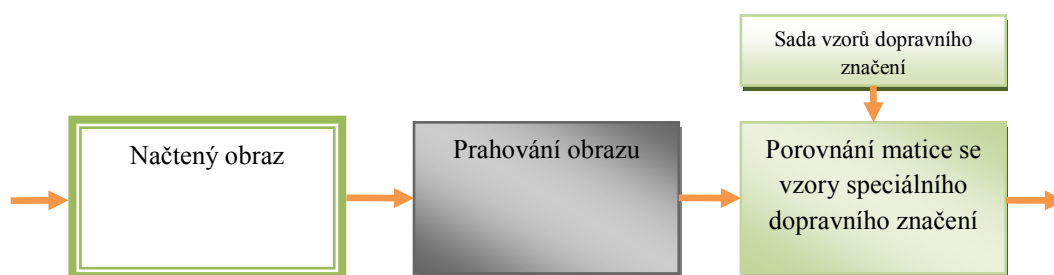 Sada vzorů dopravního
značení
Načtený obraz
Prahování obrazu
Porovnání matice se
vzory speciálního
dopravního značení